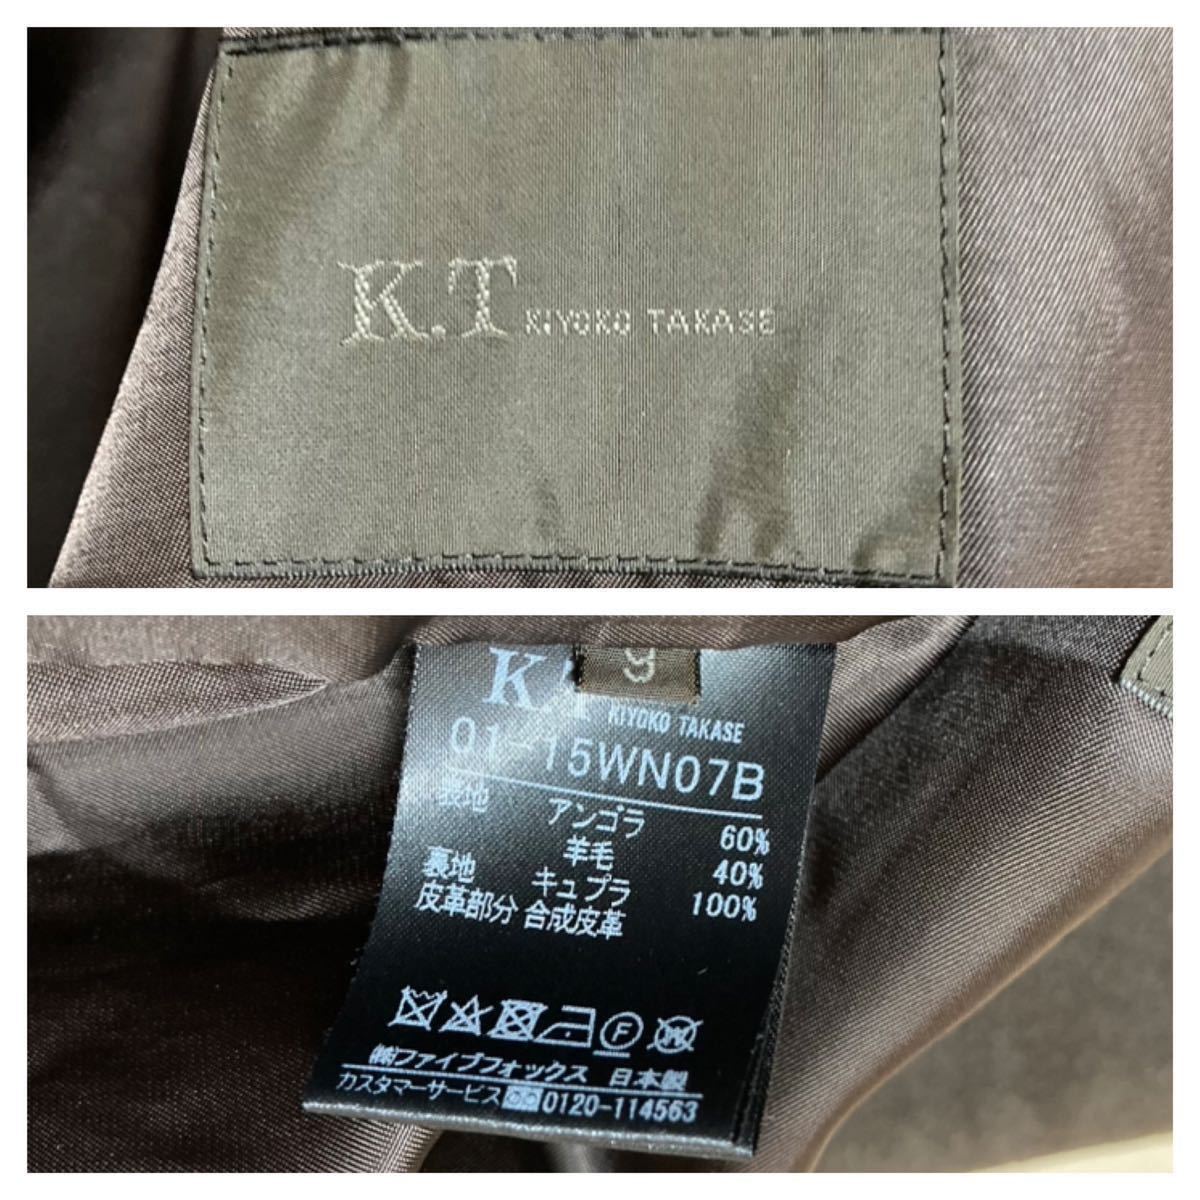 K.T KIYOKO TAKASE
9
K.T KIYOKO TAKASE
01-15WN07B
表地 アンゴラ 60%
羊毛 40%
裏地 キュプラ 100%
皮革部分 合成皮革
F
W
㈱ファイブフォックス 日本製
カスタマーサービス 0120-114563